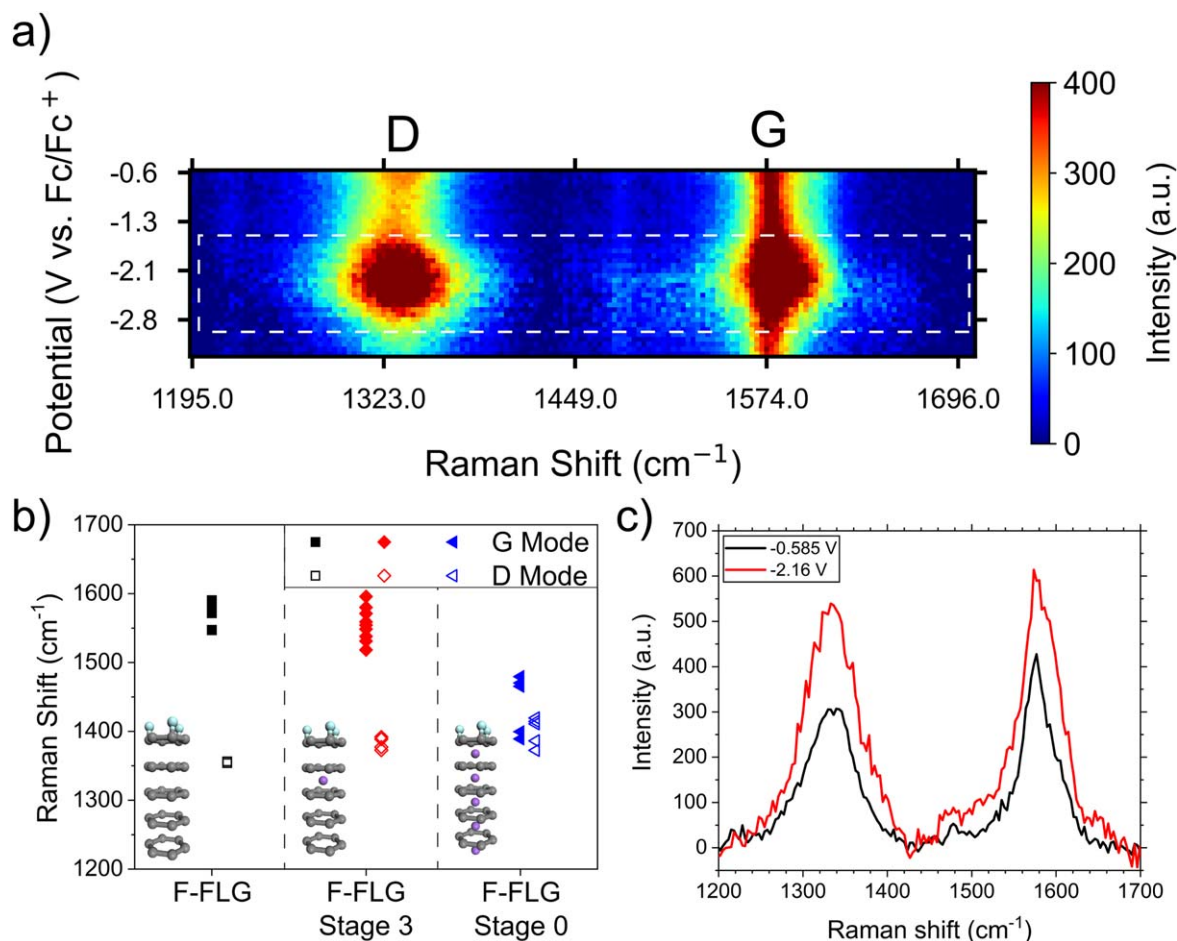 a)
D
G
Potential (V vs. Fc/Fc⁺)
-0.6
-1.3
-2.1
-2.8
1195.0
1323.0
1449.0
1574.0
1696.0
Raman Shift (cm⁻¹)
400
300
200
100
0
Intensity (a.u.)
b)
Raman Shift (cm⁻¹)
1700
1600
1500
1400
1300
1200
G Mode
D Mode
F-FLG
F-FLG
Stage 3
F-FLG
Stage 0
c)
Intensity (a.u.)
700
600
500
400
300
200
100
0
-0.585 V
-2.16 V
1200
1300
1400
1500
1600
1700
Raman shift (cm⁻¹)